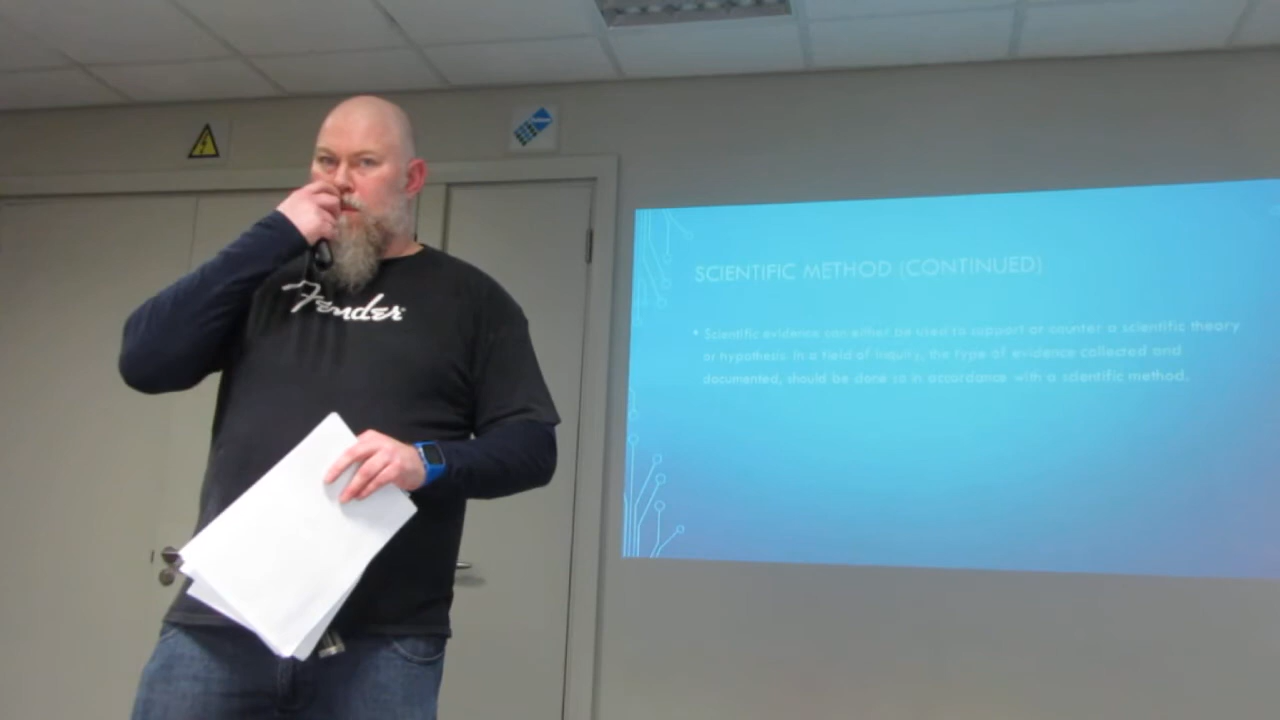 Fender
SCIENTIFIC METHOD (CONTINUED)
• Scientific evidence can either be used to support or counter a scientific theory
or hypothesis. In a field of inquiry, the type of evidence collected and
documented, should be done so in accordance with a scientific method.